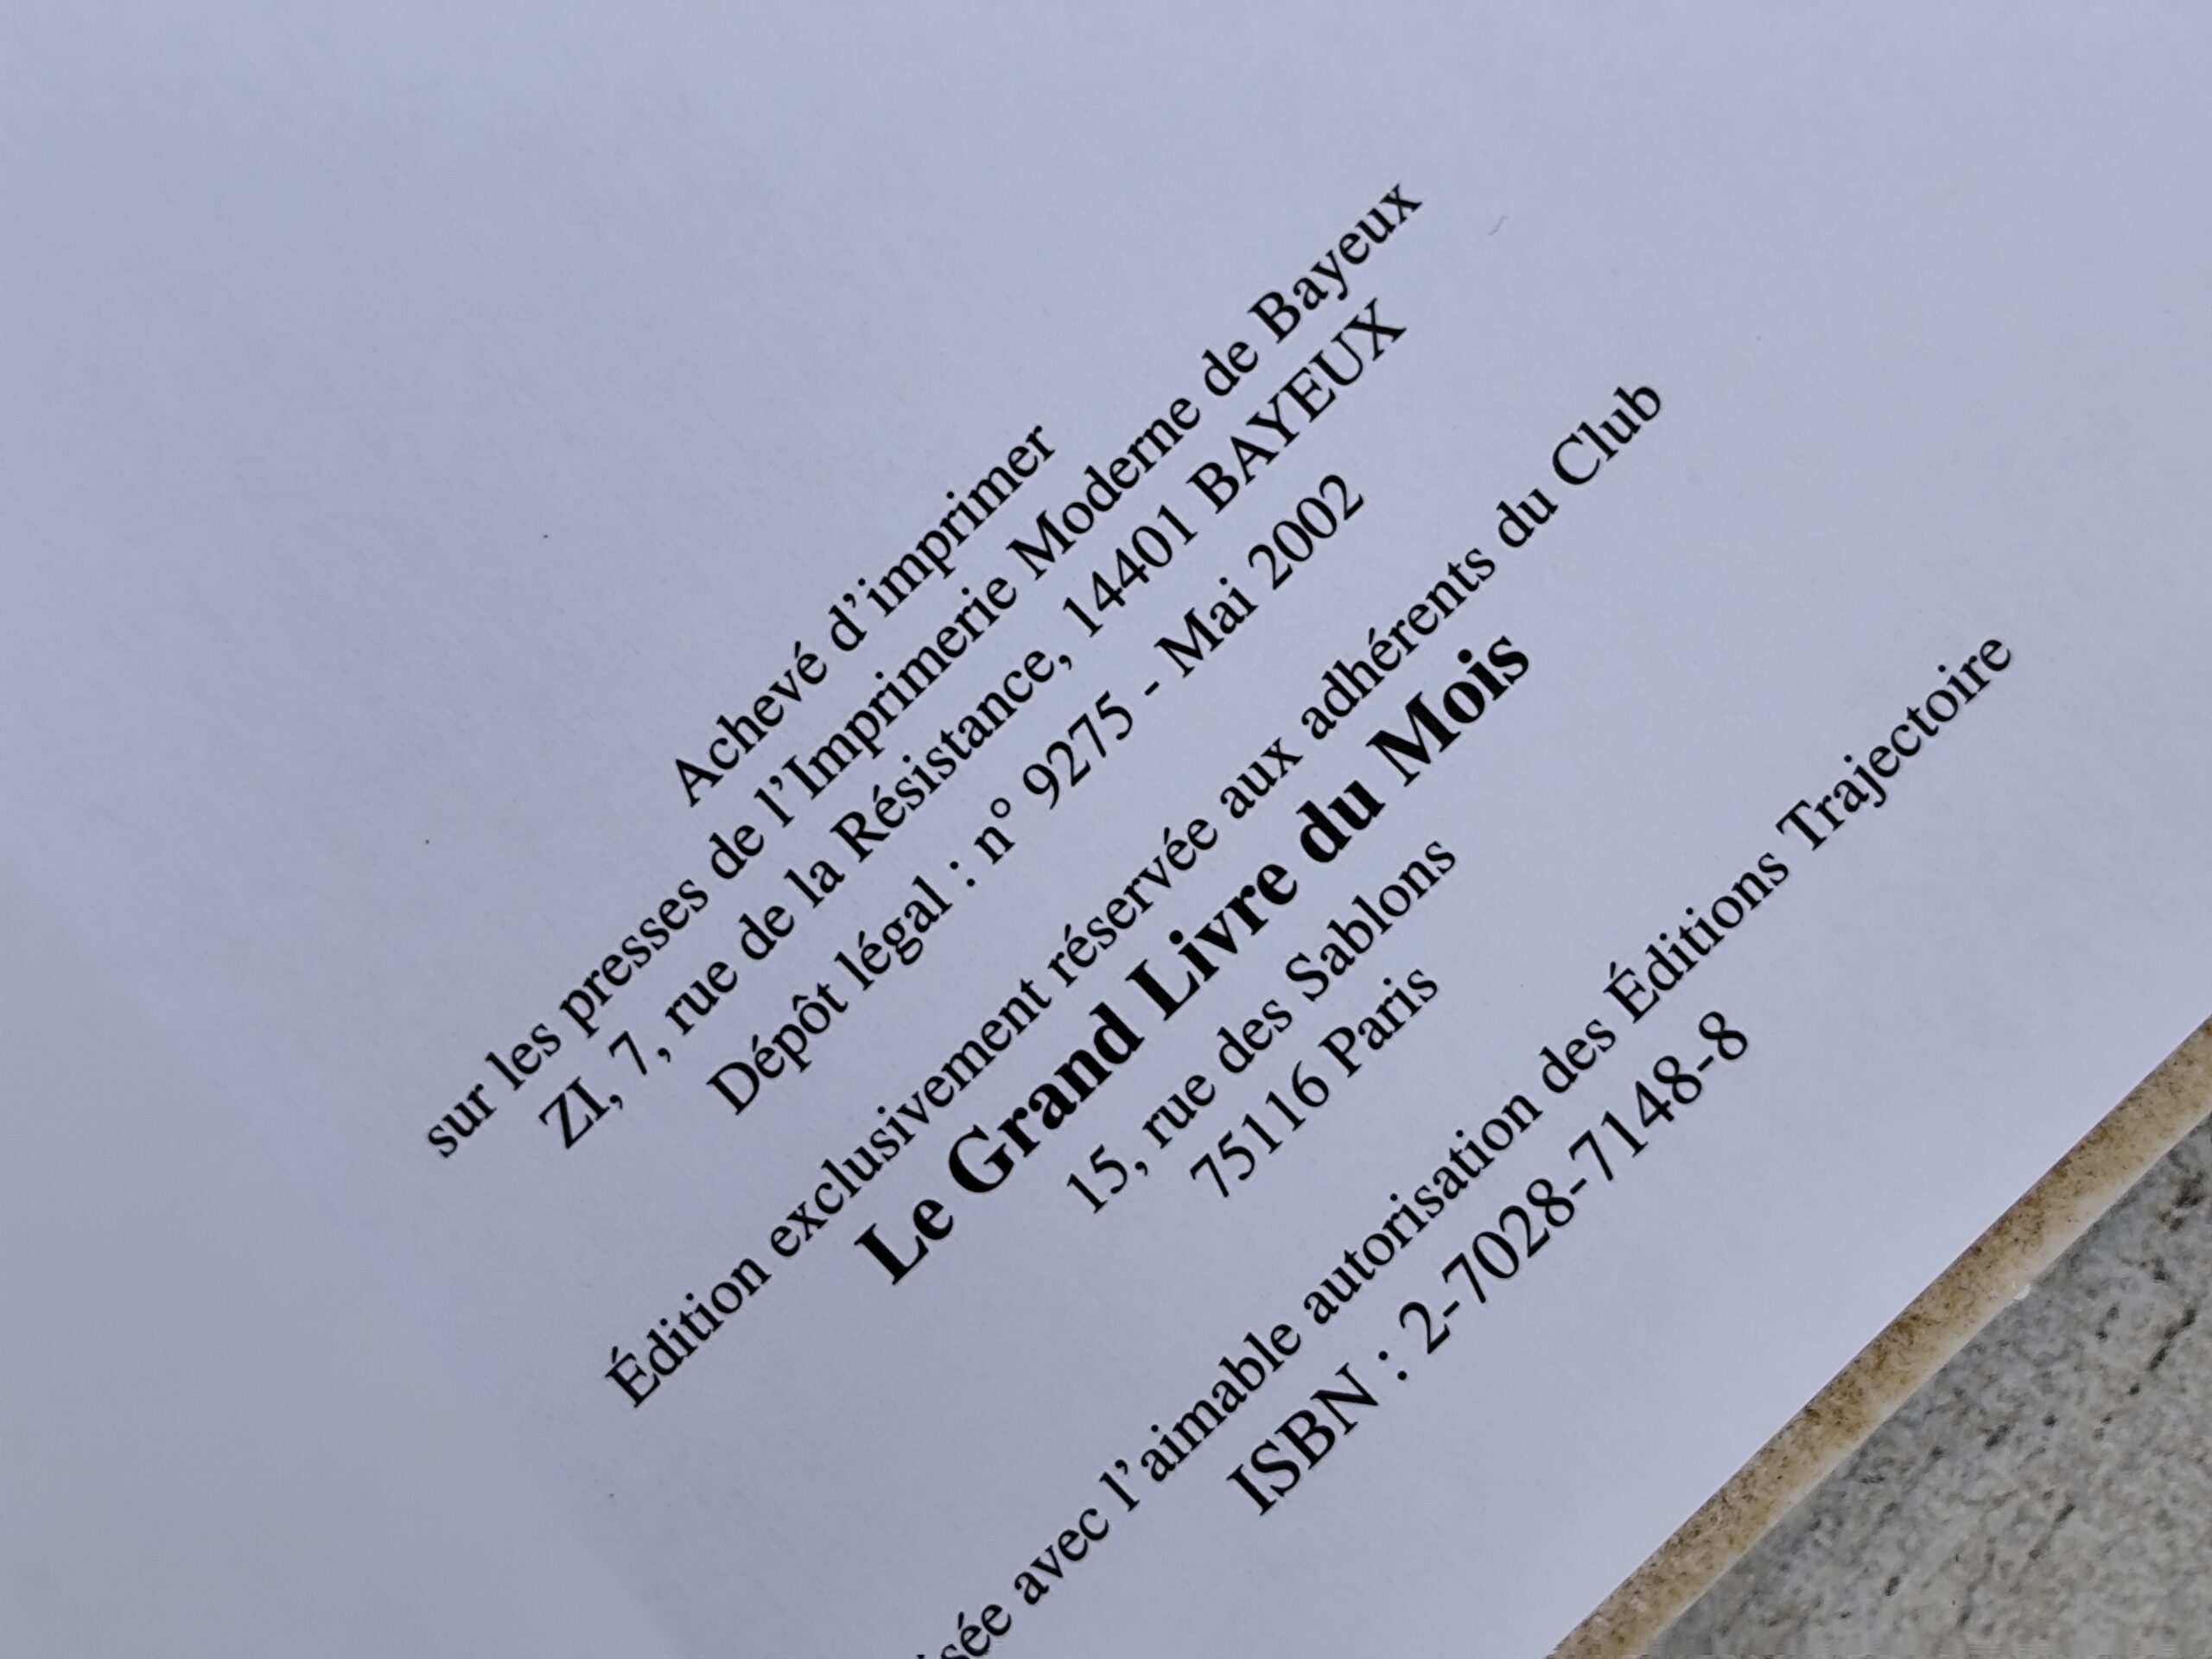 Achevé d'imprimer
sur les presses de l'Imprimerie Moderne de Bayeux
ZI, 7, rue de la Résistance, 14401 BAYEUX
Dépôt légal : n° 9275 - Mai 2002
Édition exclusivement réservée aux adhérents du Club
Le Grand Livre du Mois
15, rue des Sablons
75116 Paris
avec l'aimable autorisation des Éditions Trajectoire
ISBN : 2-7028-7148-8